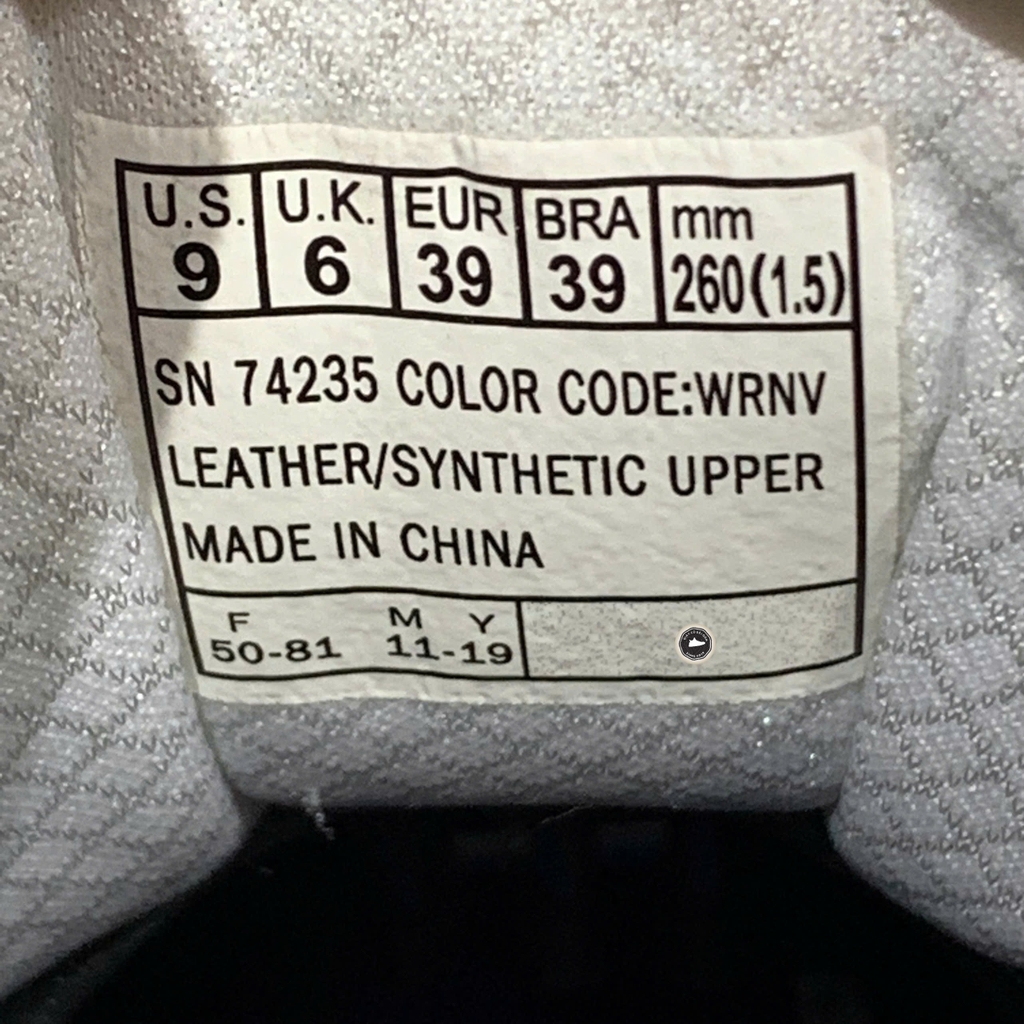 U.S. U.K. EUR BRA mm
9 6 39 39 260(1.5)
SN 74235 COLOR CODE:WRNV
LEATHER/SYNTHETIC UPPER
MADE IN CHINA
F M Y
50-81 11-19